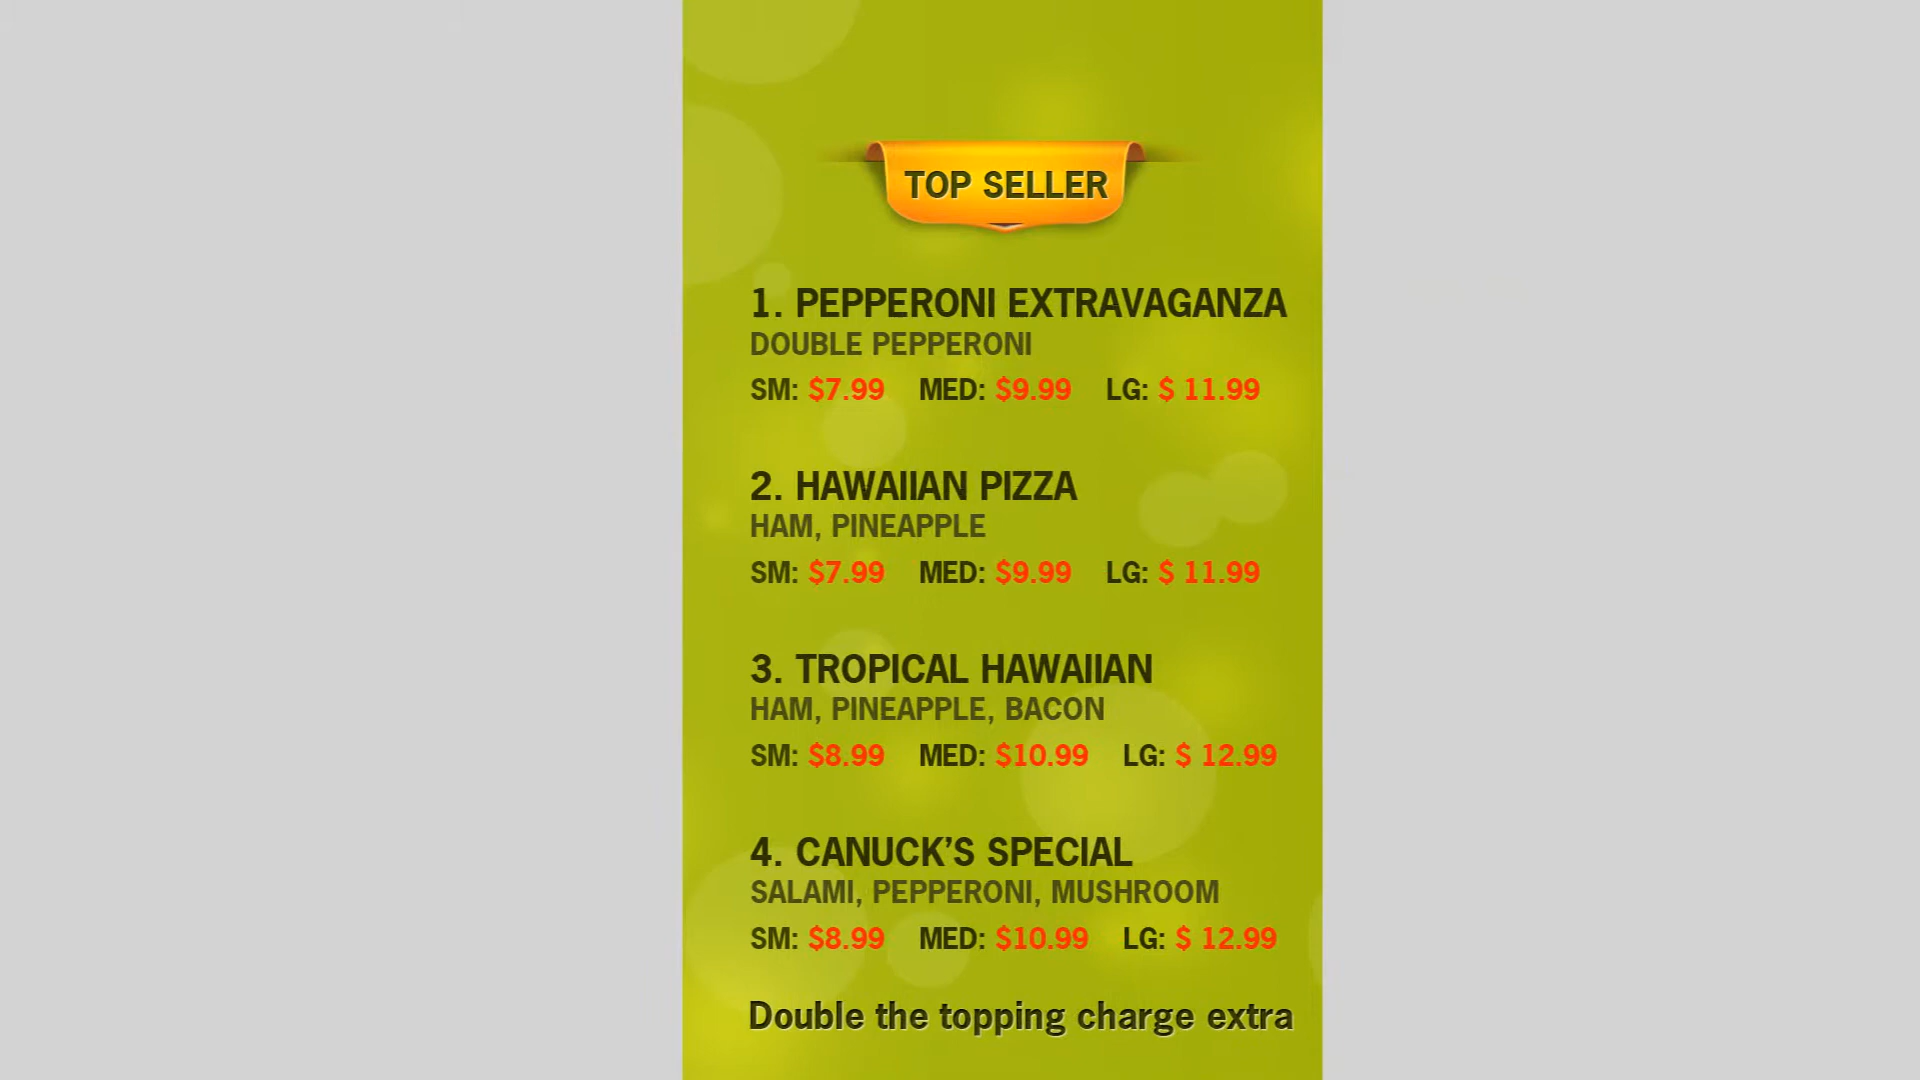 TOP SELLER
1. PEPPERONI EXTRAVAGANZA
DOUBLE PEPPERONI
SM: $7.99 MED: $9.99 LG: $ 11.99
2. HAWAIIAN PIZZA
HAM, PINEAPPLE
SM: $7.99 MED: $9.99 LG: $ 11.99
3. TROPICAL HAWAIIAN
HAM, PINEAPPLE, BACON
SM: $8.99 MED: $10.99 LG: $ 12.99
4. CANUCK’S SPECIAL
SALAMI, PEPPERONI, MUSHROOM
SM: $8.99 MED: $10.99 LG: $ 12.99
Double the topping charge extra